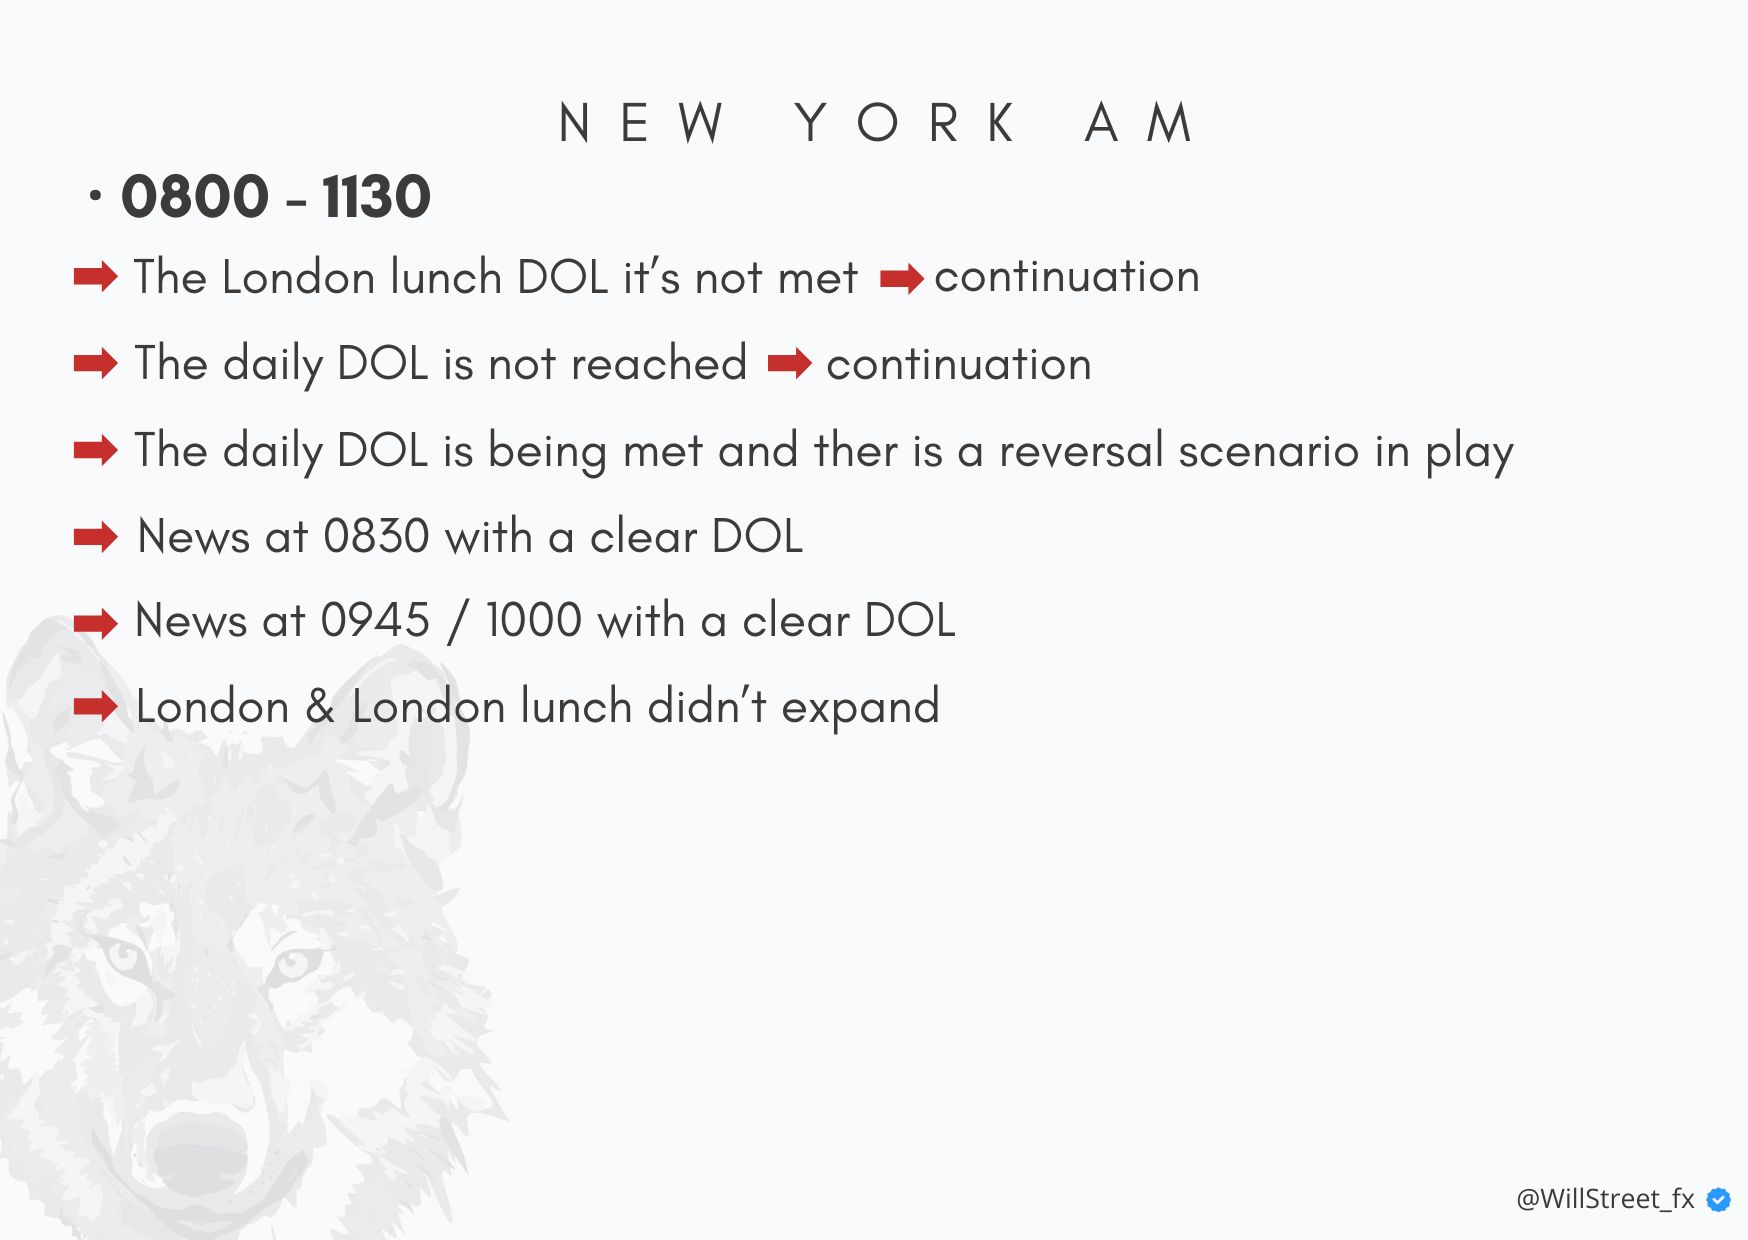 NEW YORK AM
• 0800 - 1130
➡ The London lunch DOL it's not met ➡ continuation
➡ The daily DOL is not reached ➡ continuation
➡ The daily DOL is being met and ther is a reversal scenario in play
➡ News at 0830 with a clear DOL
➡ News at 0945 / 1000 with a clear DOL
➡ London & London lunch didn't expand
@WillStreet_fx